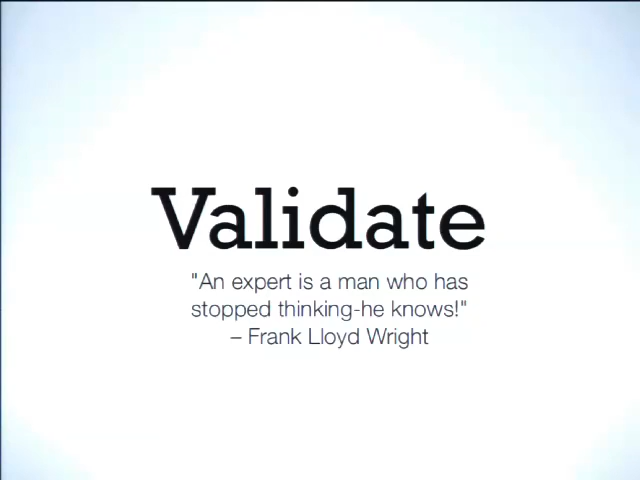 Validate
"An expert is a man who has
stopped thinking-he knows!"
– Frank Lloyd Wright